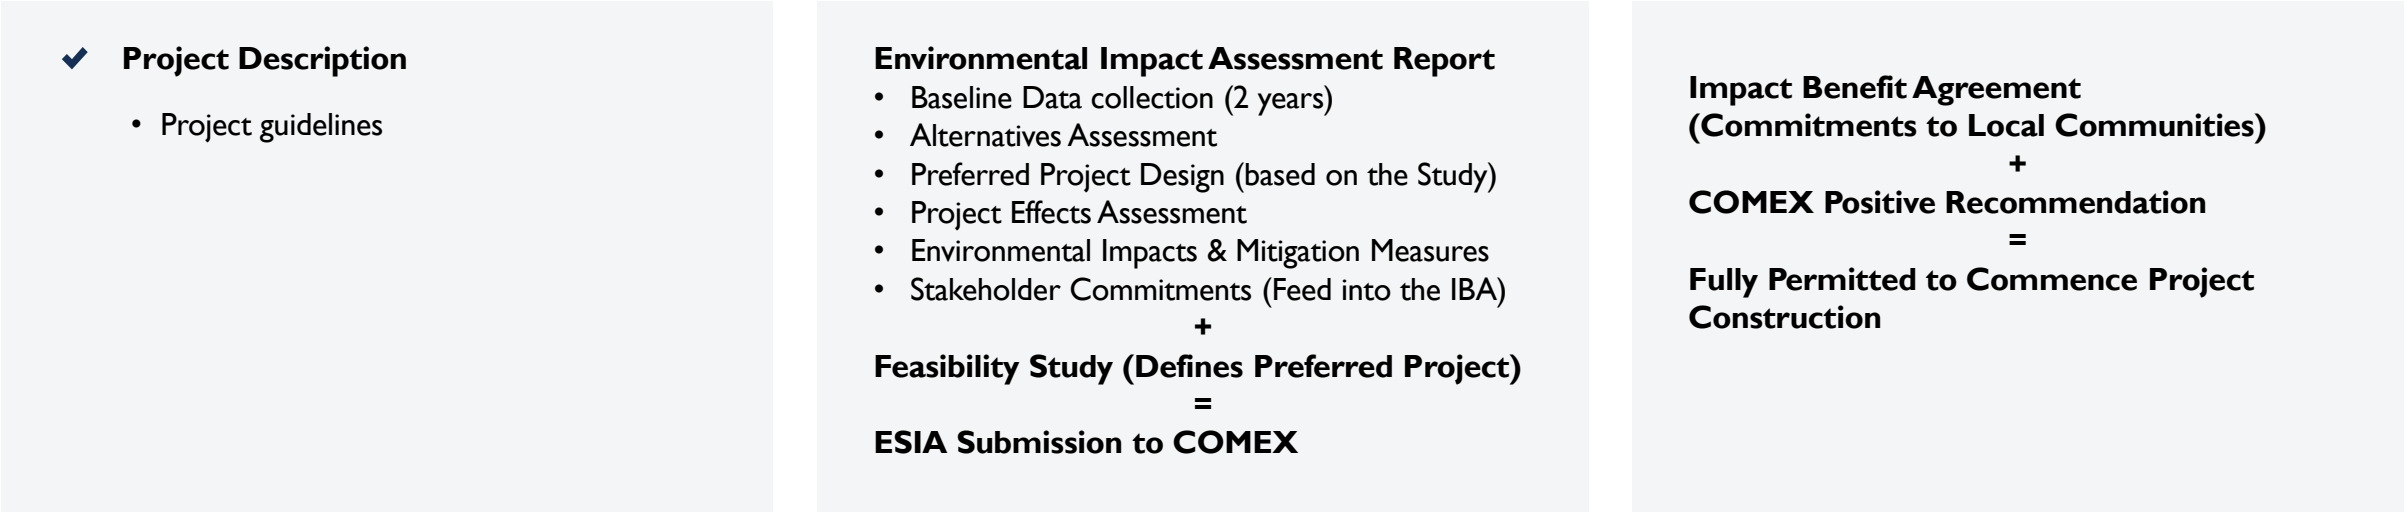 Project Description
• Project guidelines
Environmental Impact Assessment Report
• Baseline Data collection (2 years)
• Alternatives Assessment
• Preferred Project Design (based on the Study)
• Project Effects Assessment
• Environmental Impacts & Mitigation Measures
• Stakeholder Commitments (Feed into the IBA)
+
Feasibility Study (Defines Preferred Project)
=
ESIA Submission to COMEX
Impact Benefit Agreement
(Commitments to Local Communities)
+
COMEX Positive Recommendation
=
Fully Permitted to Commence Project
Construction